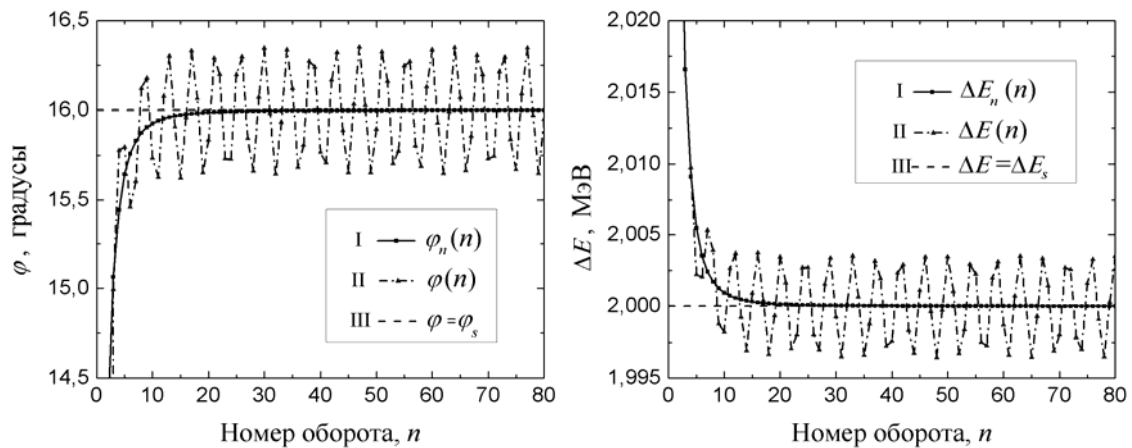 16,5
16,0
15,5
15,0
14,5
φ, градусы
I φₙ(n)
II φ(n)
III φ = φₛ
0 10 20 30 40 50 60 70 80
Номер оборота, n
2,020
2,015
2,010
2,005
2,000
1,995
ΔE, МэВ
I ΔEₙ(n)
II ΔE(n)
III ΔE = ΔEₛ
0 10 20 30 40 50 60 70 80
Номер оборота, n